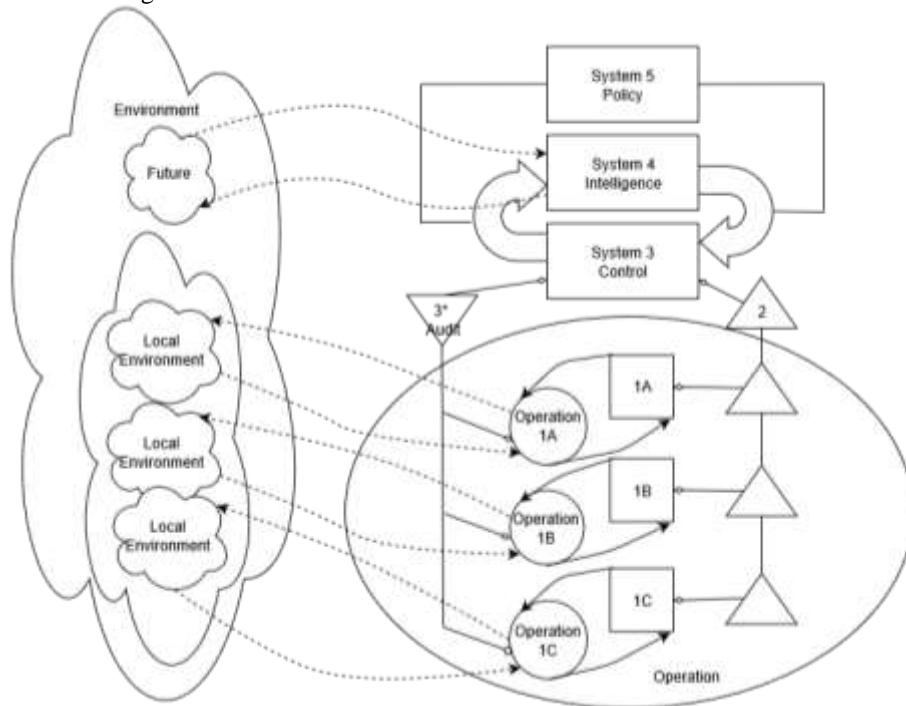 System 5
Policy
Environment
System 4
Intelligence
Future
System 3
Control
3*
Audit
2
Local
Environment
1A
Operation
1A
Local
Environment
1B
Operation
1B
Local
Environment
1C
Operation
1C
Operation